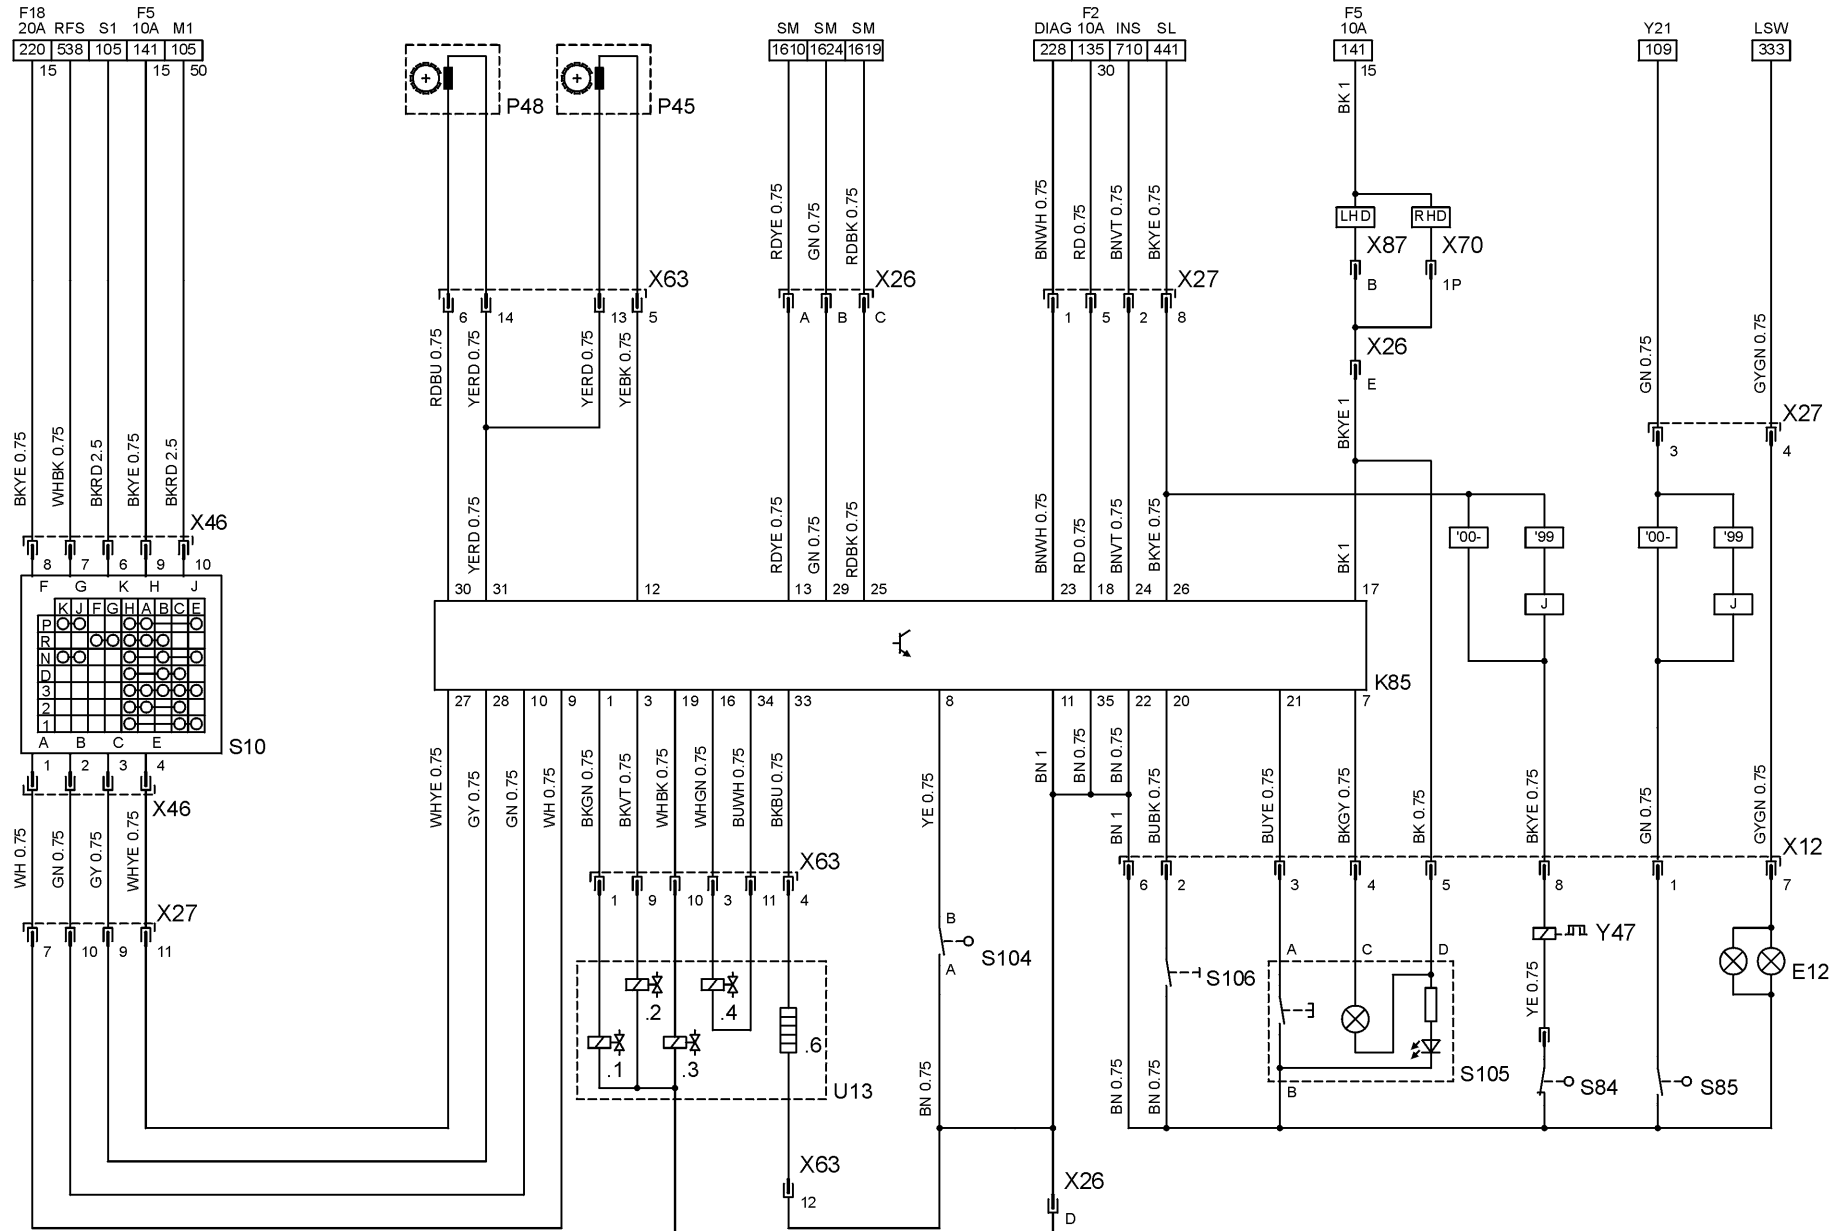 F18 F5
20A RFS S1 10A M1
220 538 105 141 105
15 15 50
SM SM SM
1610 1624 1619
F2
DIAG 10A INS SL
228 135 710 441
30
F5
10A
141
15
Y21
109
LSW
333
P48
P45
BK 1
RDYE 0.75
GN 0.75
RDBK 0.75
BNWH 0.75
RD 0.75
BNVT 0.75
BKYE 0.75
LHD RHD
X87 X70
B 1P
X63
6 14 13 5
X26
A B C
X27
1 5 2 8
X26
E
RDBU 0.75
YERD 0.75
YERD 0.75
YEBK 0.75
GN 0.75
GYGN 0.75
X27
3 4
BKYE 1
BKYE 0.75
WHBK 0.75
BKRD 2.5
BKYE 0.75
BKRD 2.5
X46
8 7 6 9 10
YERD 0.75
RDYE 0.75
GN 0.75
RDBK 0.75
BNWH 0.75
RD 0.75
BNVT 0.75
BKYE 0.75
BK 1
'00- '99
'00- '99
J J
F G K H J
K J F G H A B C E
P
R
N
D
3
2
1
A B C E
S10
1 2 3 4
X46
30 31 12 13 29 25 23 18 24 26 17
K85
27 28 10 9 1 3 19 16 34 33 8 11 35 22 20 21 7
WHYE 0.75
GY 0.75
GN 0.75
WH 0.75
BKGN 0.75
BKVT 0.75
WHBK 0.75
WHGN 0.75
BUWH 0.75
BKBU 0.75
YE 0.75
BN 1
BN 0.75
BN 0.75
BN 1
BUBK 0.75
BUYE 0.75
BKGY 0.75
BK 0.75
BKYE 0.75
GN 0.75
GYGN 0.75
WH 0.75
GN 0.75
GY 0.75
WHYE 0.75
X27
7 10 9 11
X63
1 9 10 3 11 4
X12
6 2 3 4 5 8 1 7
B
A
S104
S106
A C D
Y47
E12
YE 0.75
.2 .4
.1 .3 .6
U13
S105
B
S84
S85
BN 0.75
BN 0.75
BN 0.75
X63
12
X26
D